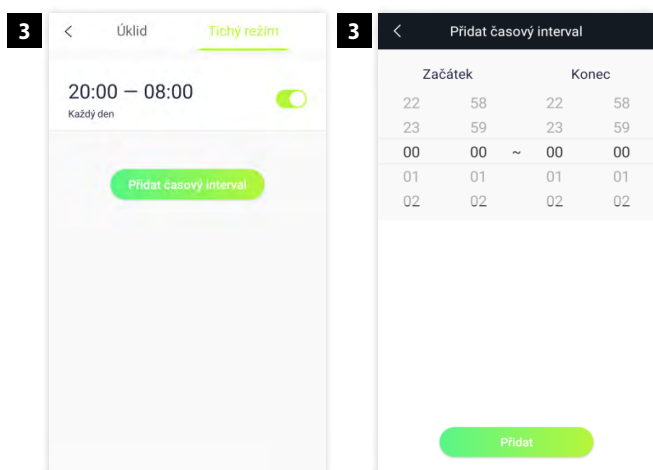 3
Úklid Tichý režim
20:00 — 08:00
Každý den
Přidat časový interval
3
Přidat časový interval
Začátek Konec
22 58 22 58
23 59 23 59
00 00 ~ 00 00
01 01 01 01
02 02 02 02
Přidat